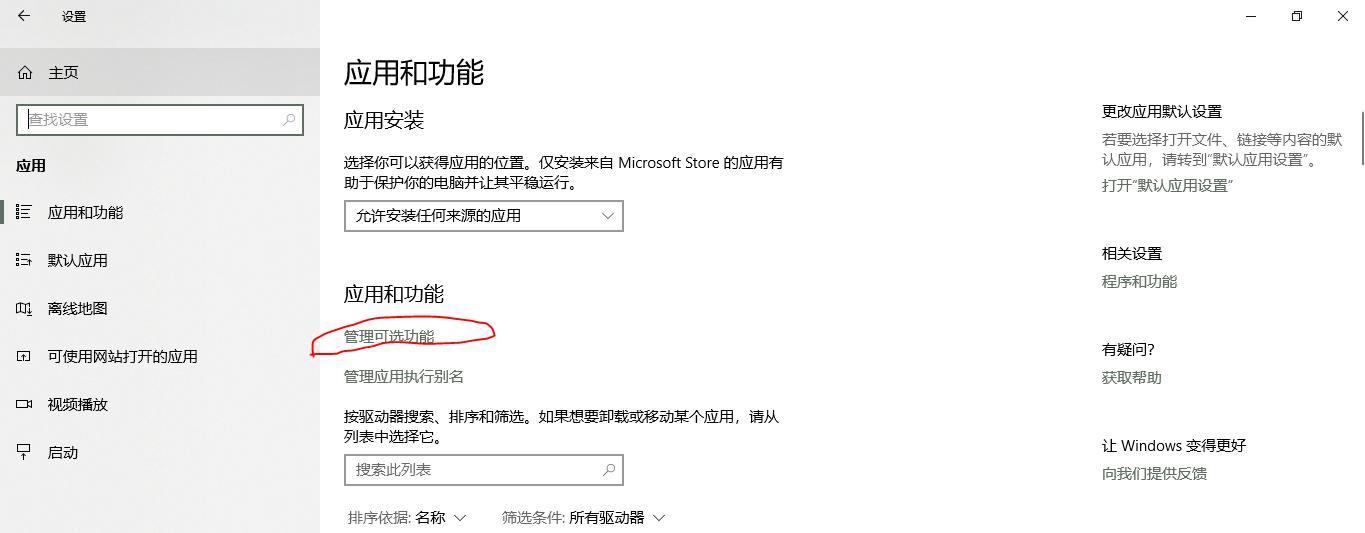 设置
主页
查找设置
应用
应用和功能
默认应用
离线地图
可使用网站打开的应用
视频播放
启动
应用和功能
应用安装
选择你可以获得应用的位置。仅安装来自 Microsoft Store 的应用有
助于保护你的电脑并让其平稳运行。
允许安装任何来源的应用
应用和功能
管理可选功能
管理应用执行别名
按驱动器搜索、排序和筛选。如果想要卸载或移动某个应用，请从
列表中选择它。
搜索此列表
排序依据: 名称
筛选条件: 所有驱动器
更改应用默认设置
若要选择打开文件、链接等内容的默
认应用，请转到“默认应用设置”。
打开“默认应用设置”
相关设置
程序和功能
有疑问?
获取帮助
让 Windows 变得更好
向我们提供反馈